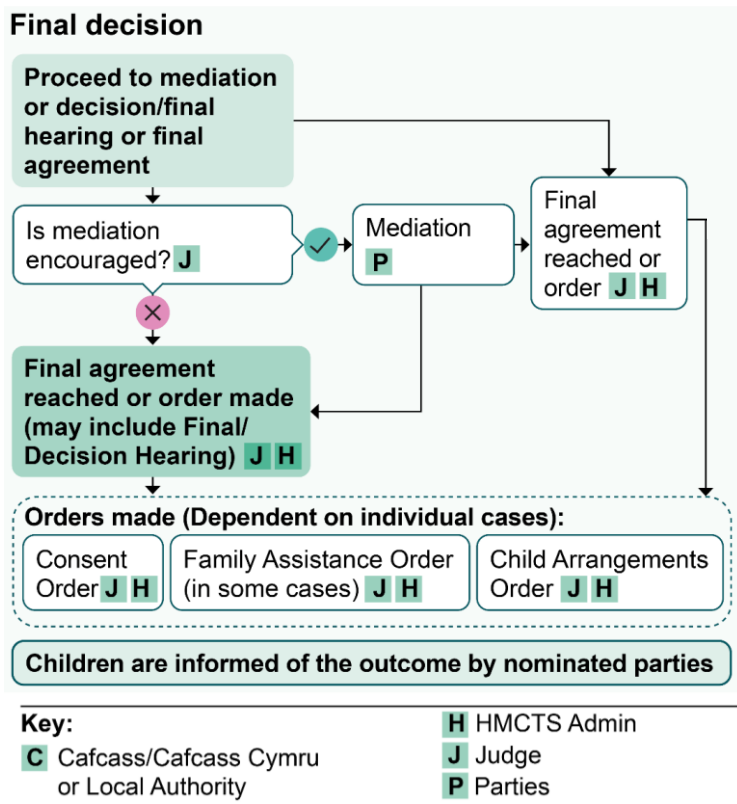 Final decision
Proceed to mediation
or decision/final
hearing or final
agreement
Is mediation
encouraged? J
Mediation
P
Final
agreement
reached or
order J H
Final agreement
reached or order made
(may include Final/
Decision Hearing) J H
Orders made (Dependent on individual cases):
Consent
Order J H
Family Assistance Order
(in some cases) J H
Child Arrangements
Order J H
Children are informed of the outcome by nominated parties
Key:
C Cafcass/Cafcass Cymru
or Local Authority
H HMCTS Admin
J Judge
P Parties